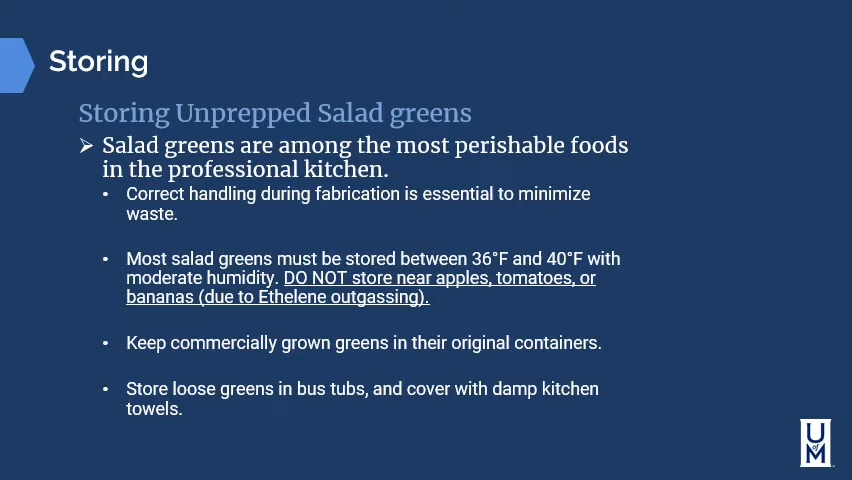 Storing
Storing Unprepped Salad greens
➢ Salad greens are among the most perishable foods
in the professional kitchen.
• Correct handling during fabrication is essential to minimize
waste.
• Most salad greens must be stored between 36°F and 40°F with
moderate humidity. DO NOT store near apples, tomatoes, or
bananas (due to Ethelene outgassing).
• Keep commercially grown greens in their original containers.
• Store loose greens in bus tubs, and cover with damp kitchen
towels.
U
of
M